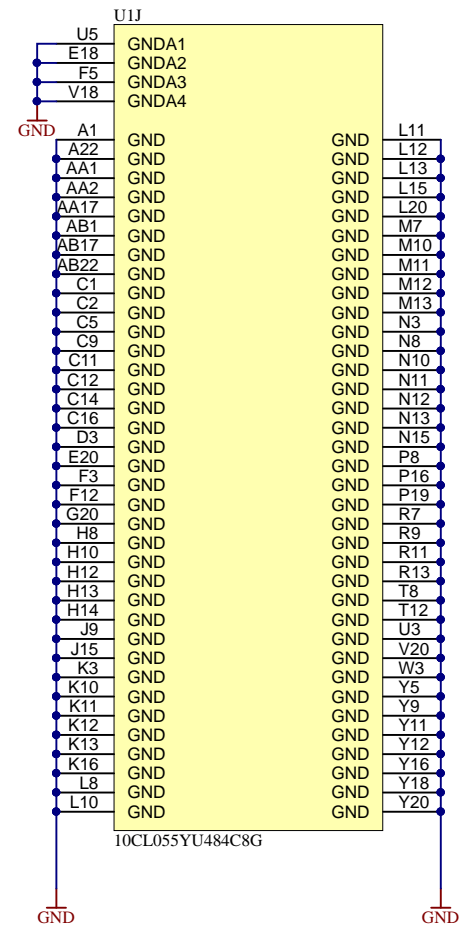 U1J
U5 GNDA1
E18 GNDA2
F5 GNDA3
V18 GNDA4
GND
A1 GND GND L11
A22 GND GND L12
AA1 GND GND L13
AA2 GND GND L15
AA17 GND GND L20
AB1 GND GND M7
AB17 GND GND M10
AB22 GND GND M11
C1 GND GND M12
C2 GND GND M13
C5 GND GND N3
C9 GND GND N8
C11 GND GND N10
C12 GND GND N11
C14 GND GND N12
C16 GND GND N13
D3 GND GND N15
E20 GND GND P8
F3 GND GND P16
F12 GND GND P19
G20 GND GND R7
H8 GND GND R9
H10 GND GND R11
H12 GND GND R13
H13 GND GND T8
H14 GND GND T12
J9 GND GND U3
J15 GND GND V20
K3 GND GND W3
K10 GND GND Y5
K11 GND GND Y9
K12 GND GND Y11
K13 GND GND Y12
K16 GND GND Y16
L8 GND GND Y18
L10 GND GND Y20
10CL055YU484C8G
GND GND